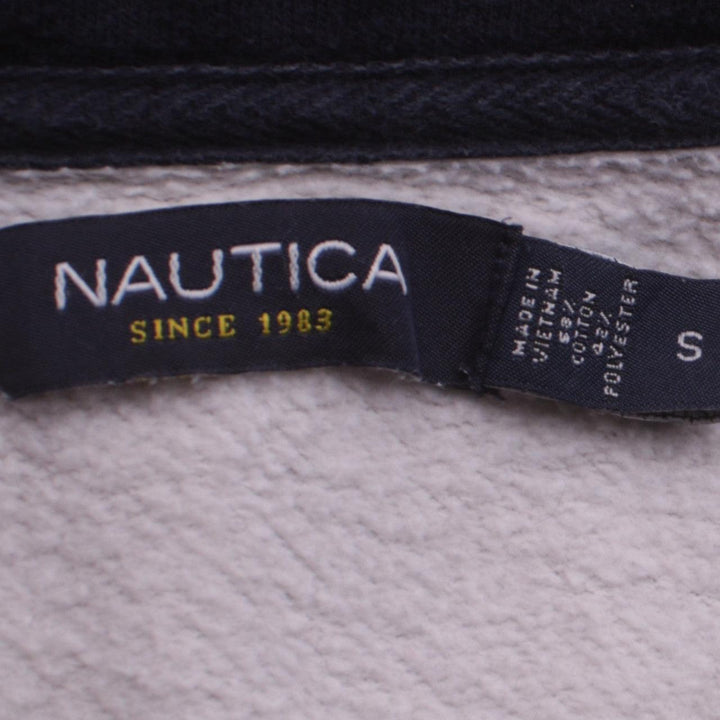 NAUTICA
SINCE 1983
MADE IN
VIETNAM
58%
COTTON
42%
POLYESTER
S